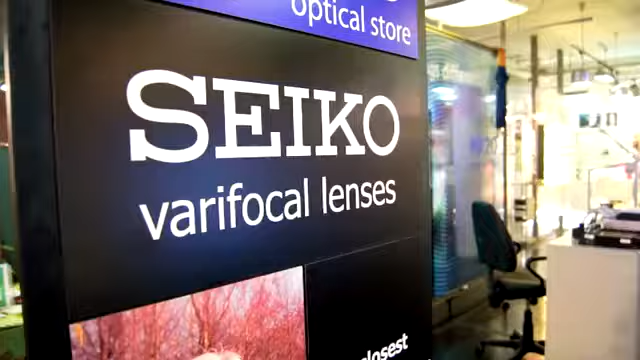 optical store
SEIKO
varifocal lenses
closest